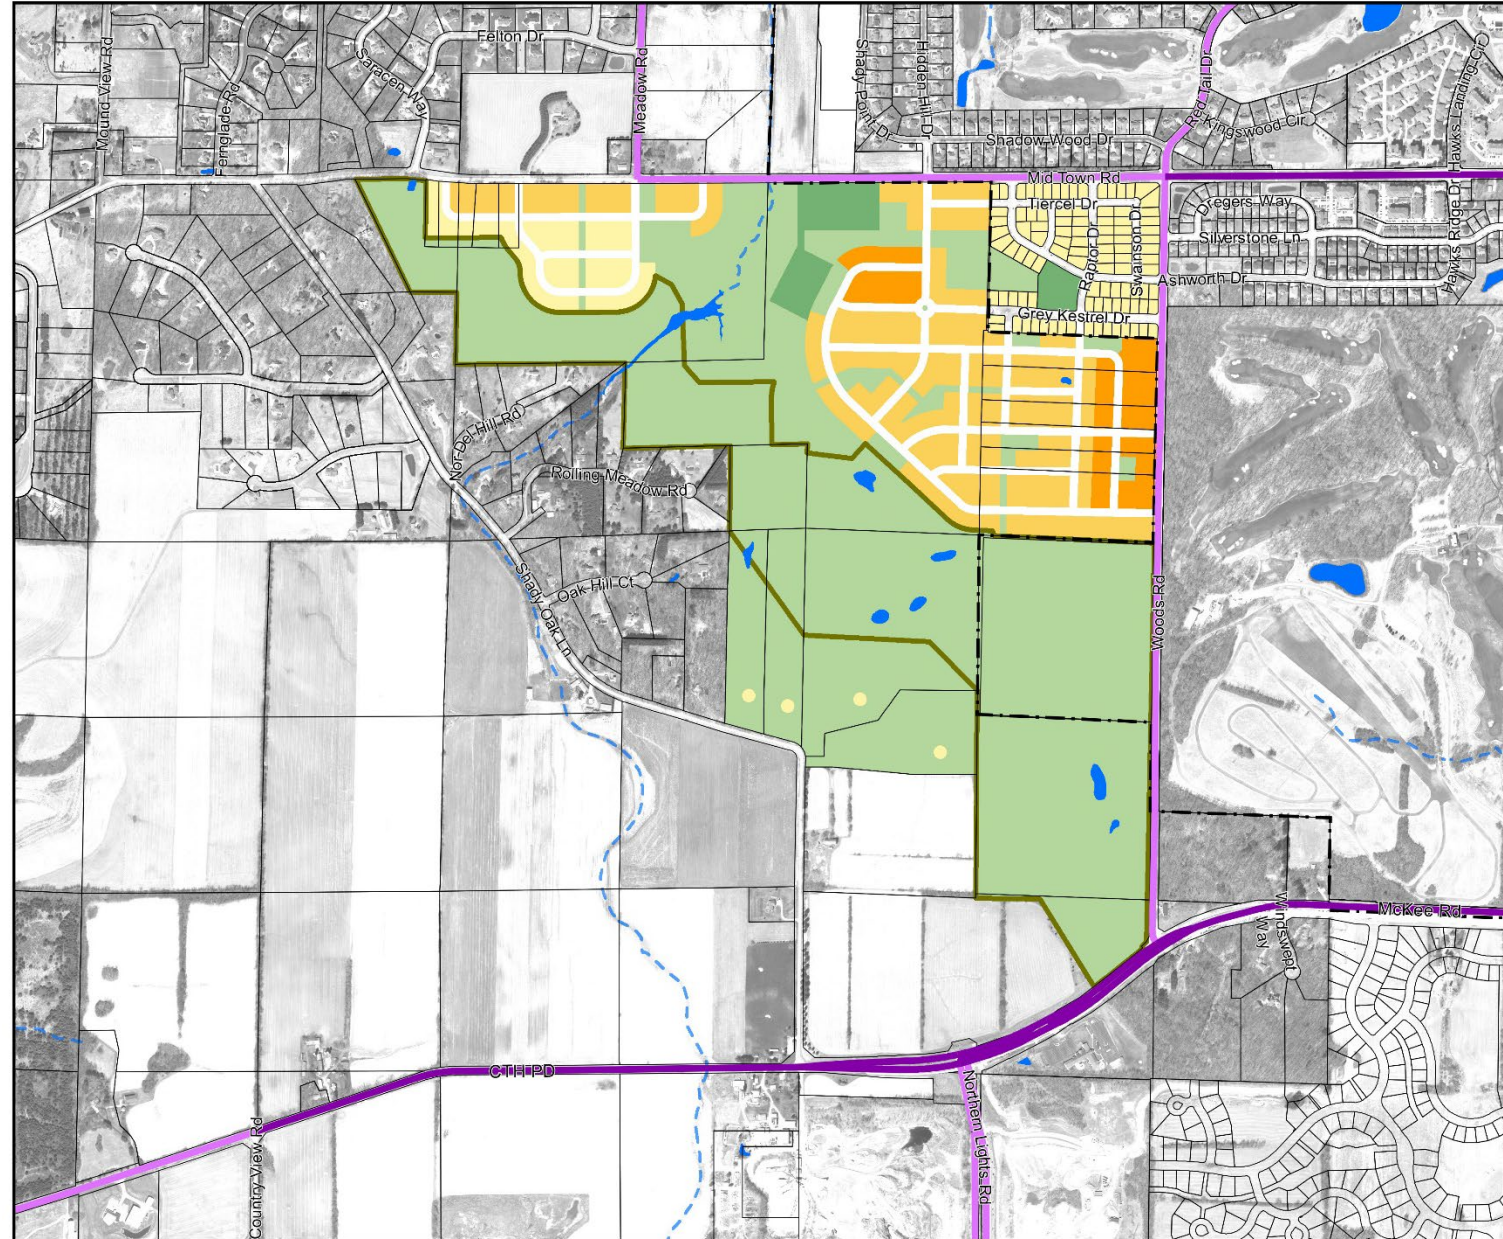 Felton Dr
Saracen Way
Mound View Rd
Fernglade Rd
Meadow Rd
Shady Point Dr
Hidden Hill Dr
Red Tail Dr
Kingswood Cir
Hawks Landing Cir
Shadow Wood Dr
Mid Town Rd
Tiercel Dr
Dregers Way
Silverstone Ln
Raptor Dr
Swainson Dr
Hawks Ridge Dr
Ashworth Dr
Grey Kestrel Dr
Nor-Del-Hill Rd
Rolling Meadow Rd
Shady Oak Ln
Oak Hill Ct
Woods Rd
McKee Rd
Windswept
Way
CTH PD
Country View Rd
Northern Lights Rd